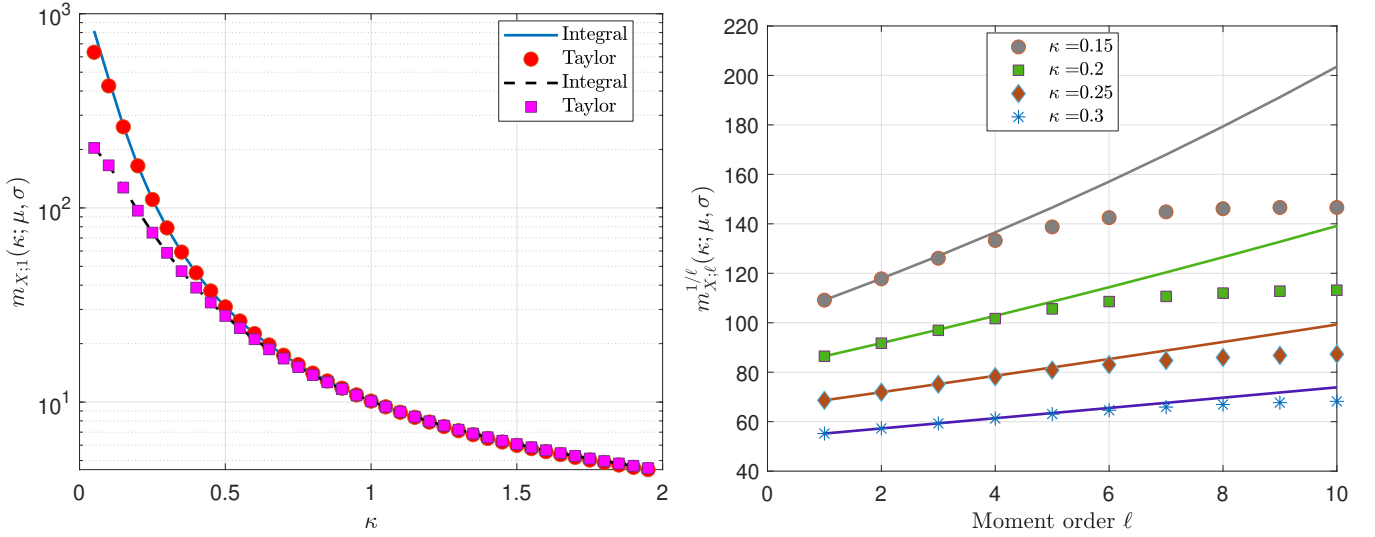 10^3
10^2
10^1
m_{X;1}(κ; μ, σ)
Integral
Taylor
Integral
Taylor
0 0.5 1 1.5 2
κ
220
200
180
160
140
120
100
80
60
40
m_{X;ℓ}^{1/ℓ}(κ; μ, σ)
κ =0.15
κ =0.2
κ =0.25
κ =0.3
0 2 4 6 8 10
Moment order ℓ